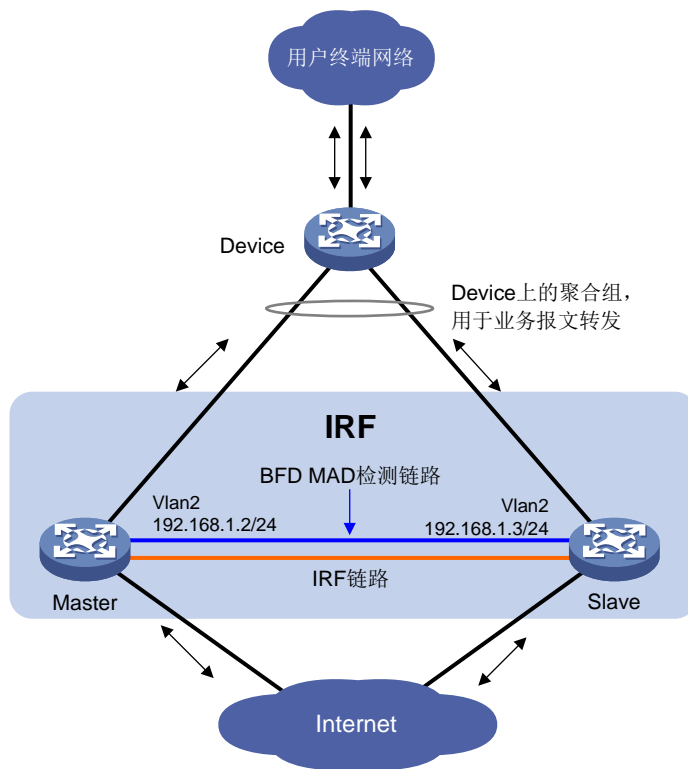 用户终端网络
Device
Device上的聚合组，
用于业务报文转发
IRF
BFD MAD检测链路
Vlan2
192.168.1.2/24
Vlan2
192.168.1.3/24
IRF链路
Master
Slave
Internet